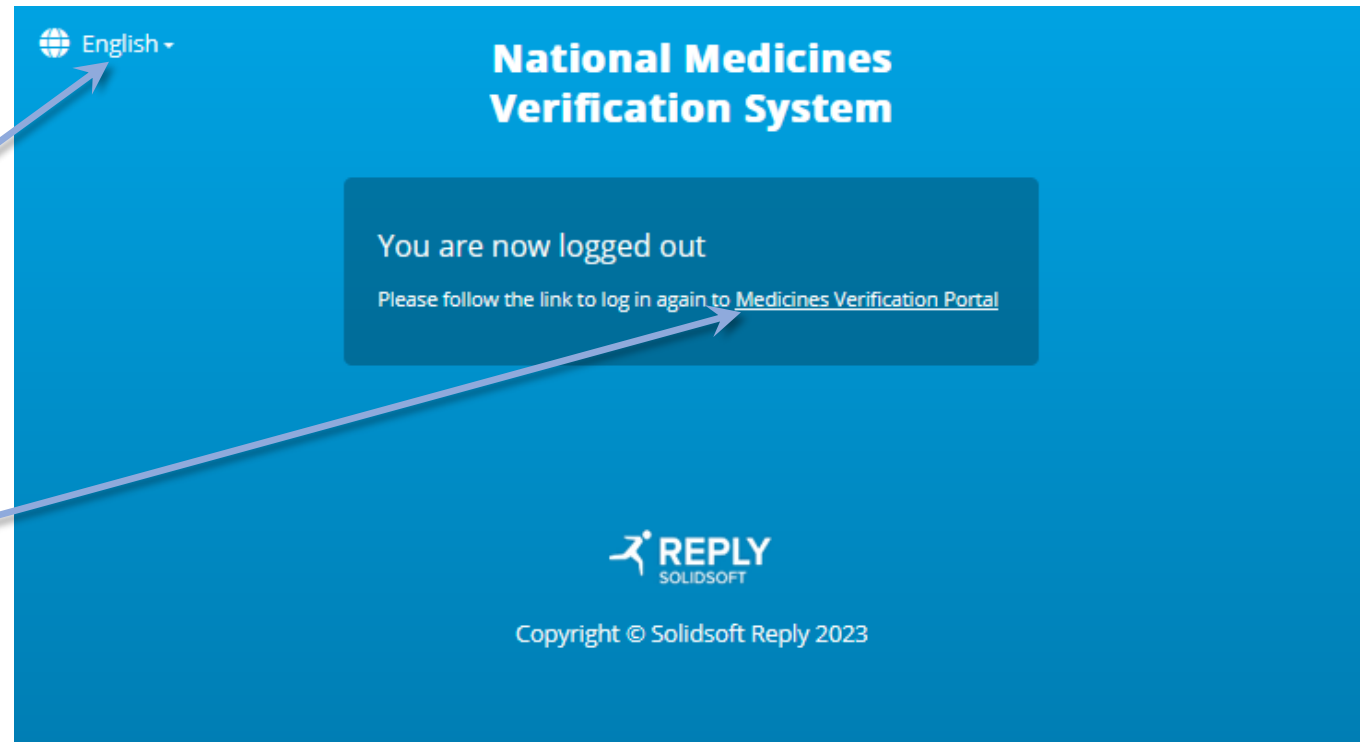 English
National Medicines
Verification System
You are now logged out
Please follow the link to log in again to Medicines Verification Portal
REPLY
SOLIDSOFT
Copyright © Solidsoft Reply 2023